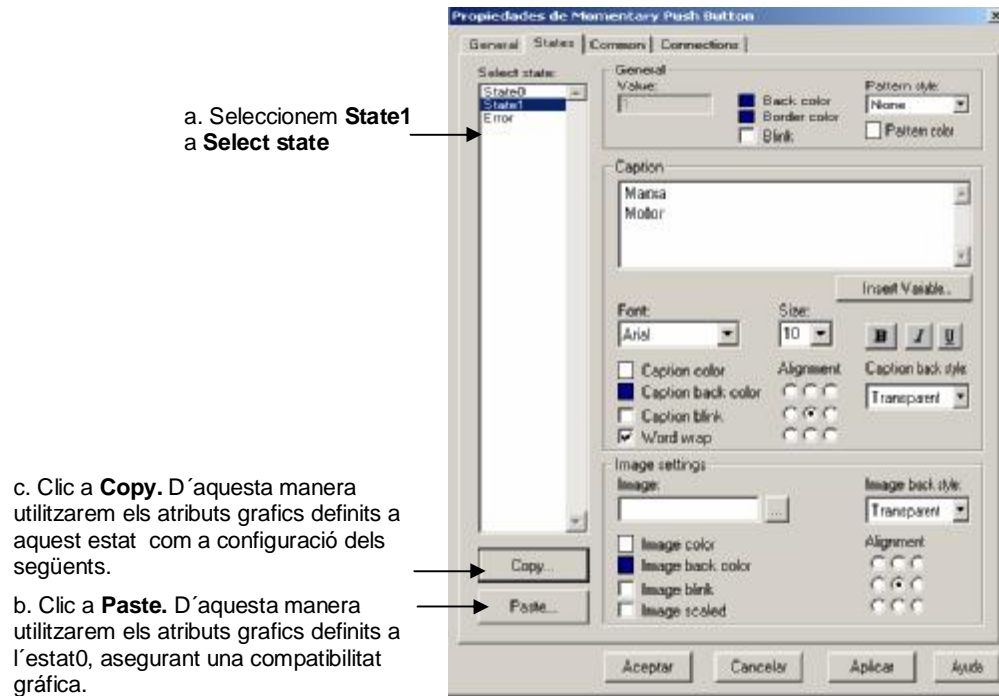 Propiedades de Momentary Push Button
General States Common Connections
a. Seleccionem State1
a Select state
Select state:
State0
State1
Error
General
Value:
1
Back color
Border color
Blink
Pattern style:
None
Pattern color
Caption
Marxa
Motor
Insert Variable...
Font:
Arial
Size:
10
B I U
Caption color
Caption back color
Caption blink
Word wrap
Alignment
Caption back style:
Transparent
Image settings
Image:
...
Image back style:
Transparent
Image color
Image back color
Image blink
Image scaled
Alignment
c. Clic a Copy. D´aquesta manera
utilitzarem els atributs grafics definits a
aquest estat com a configuració dels
següents.
Copy...
b. Clic a Paste. D´aquesta manera
utilitzarem els atributs grafics definits a
l´estat0, asegurant una compatibilitat
gráfica.
Paste...
Aceptar Cancelar Aplicar Ayuda